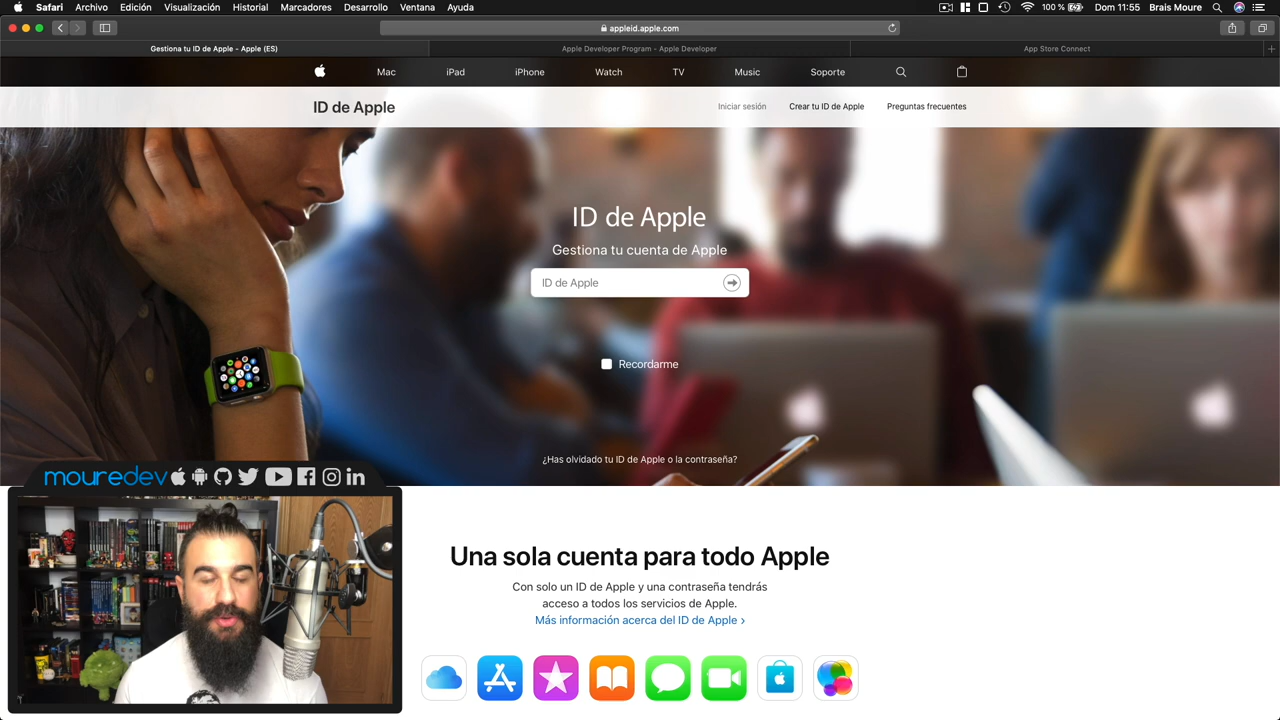 Safari Archivo Edición Visualización Historial Marcadores Desarrollo Ventana Ayuda 100 % Dom 11:55 Brais Moure
appleid.apple.com
Gestiona tu ID de Apple - Apple (ES) Apple Developer Program - Apple Developer App Store Connect
Mac iPad iPhone Watch TV Music Soporte
ID de Apple Iniciar sesión Crear tu ID de Apple Preguntas frecuentes
ID de Apple
Gestiona tu cuenta de Apple
ID de Apple
Recordarme
¿Has olvidado tu ID de Apple o la contraseña?
mouredev
Una sola cuenta para todo Apple
Con solo un ID de Apple y una contraseña tendrás
acceso a todos los servicios de Apple.
Más información acerca del ID de Apple ›